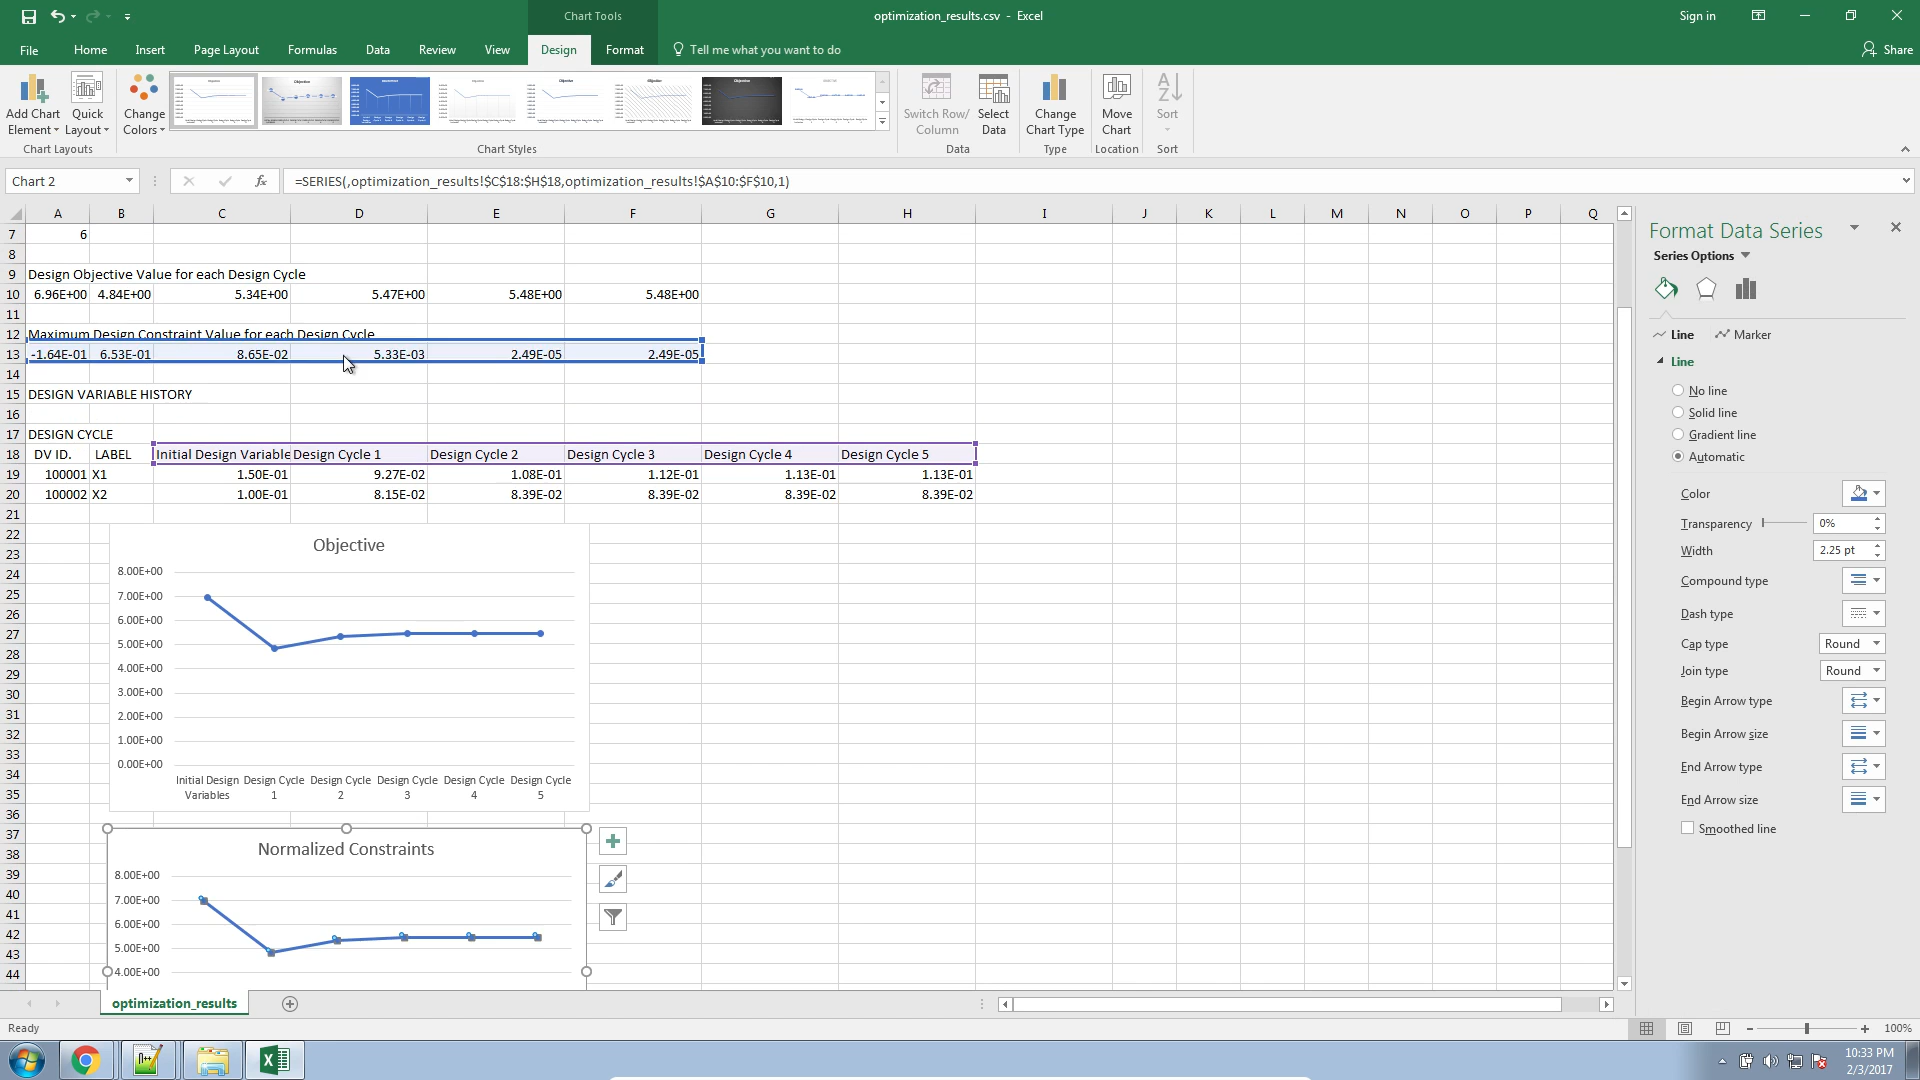 Chart Tools
optimization_results.csv - Excel
Sign in
File Home Insert Page Layout Formulas Data Review View Design Format Tell me what you want to do Share
Add Chart Element Quick Layout Change Colors Switch Row/ Column Select Data Change Chart Type Move Chart Sort
Chart Layouts Chart Styles Data Type Location Sort
Chart 2 fx =SERIES(,optimization_results!$C$18:$H$18,optimization_results!$A$10:$F$10,1)
A B C D E F G H I J K L M N O P Q
7 6
8
9 Design Objective Value for each Design Cycle
10 6.96E+00 4.84E+00 5.34E+00 5.47E+00 5.48E+00 5.48E+00
11
12 Maximum Design Constraint Value for each Design Cycle
13 -1.64E-01 6.53E-01 8.65E-02 5.33E-03 2.49E-05 2.49E-05
14
15 DESIGN VARIABLE HISTORY
16
17 DESIGN CYCLE
18 DV ID. LABEL Initial Design Variable Design Cycle 1 Design Cycle 2 Design Cycle 3 Design Cycle 4 Design Cycle 5
19 100001 X1 1.50E-01 9.27E-02 1.08E-01 1.12E-01 1.13E-01 1.13E-01
20 100002 X2 1.00E-01 8.15E-02 8.39E-02 8.39E-02 8.39E-02 8.39E-02
21
22
23
24
25
26
27
28
29
30
31
32
33
34
35
36
37
38
39
40
41
42
43
44
Objective
8.00E+00
7.00E+00
6.00E+00
5.00E+00
4.00E+00
3.00E+00
2.00E+00
1.00E+00
0.00E+00
Initial Design Design Cycle Design Cycle Design Cycle Design Cycle Design Cycle
Variables 1 2 3 4 5
Normalized Constraints
8.00E+00
7.00E+00
6.00E+00
5.00E+00
4.00E+00
Format Data Series
Series Options
Line Marker
Line
No line
Solid line
Gradient line
Automatic
Color
Transparency 0%
Width 2.25 pt
Compound type
Dash type
Cap type Round
Join type Round
Begin Arrow type
Begin Arrow size
End Arrow type
End Arrow size
Smoothed line
optimization_results
Ready 100%
10:33 PM
2/3/2017